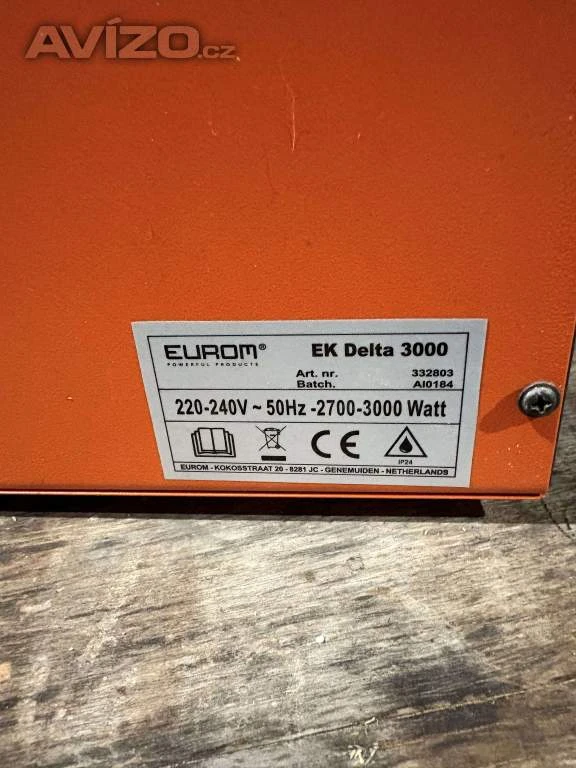 AVÍZO.cz
EUROM® EK Delta 3000
POWERFUL PRODUCTS
Art. nr. 332803
Batch. AI0184
220-240V ~ 50Hz -2700-3000 Watt
CE
IP24
EUROM - KOKOSSTRAAT 20 - 8281 JC - GENEMUIDEN - NETHERLANDS